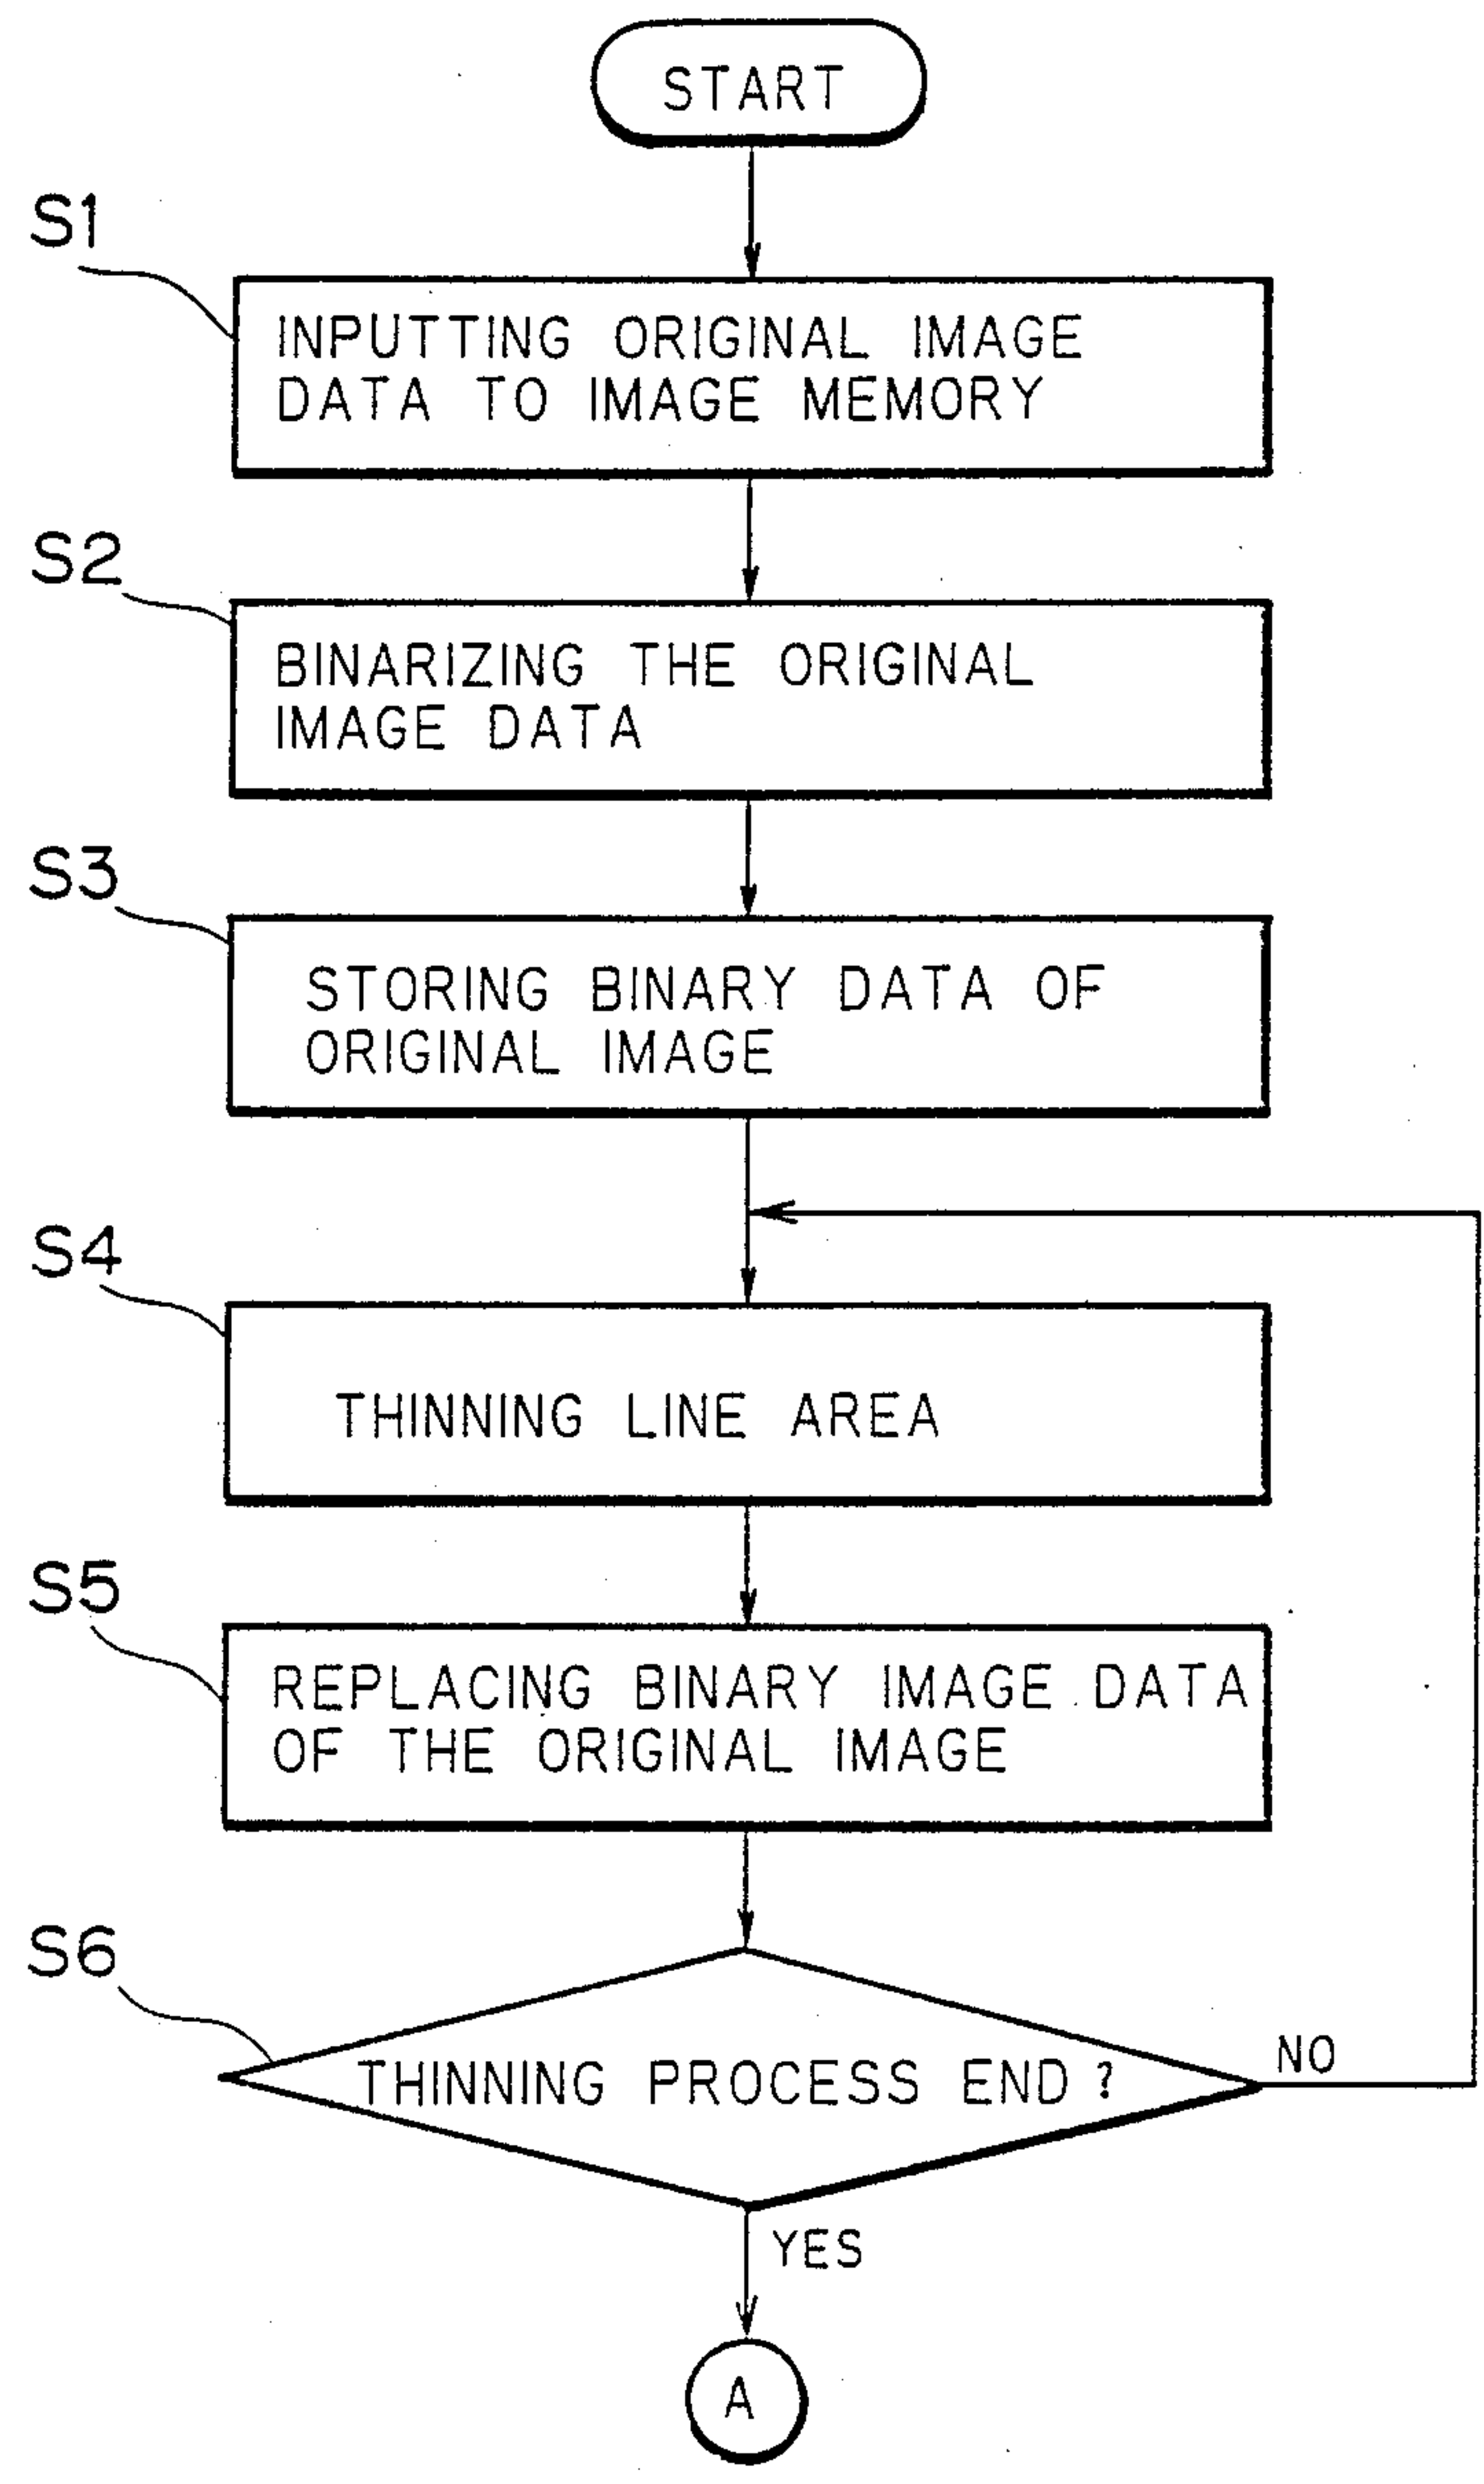 START
S1
INPUTTING ORIGINAL IMAGE
DATA TO IMAGE MEMORY
S2
BINARIZING THE ORIGINAL
IMAGE DATA
S3
STORING BINARY DATA OF
ORIGINAL IMAGE
S4
THINNING LINE AREA
S5
REPLACING BINARY IMAGE DATA
OF THE ORIGINAL IMAGE
S6
THINNING PROCESS END ?
NO
YES
A